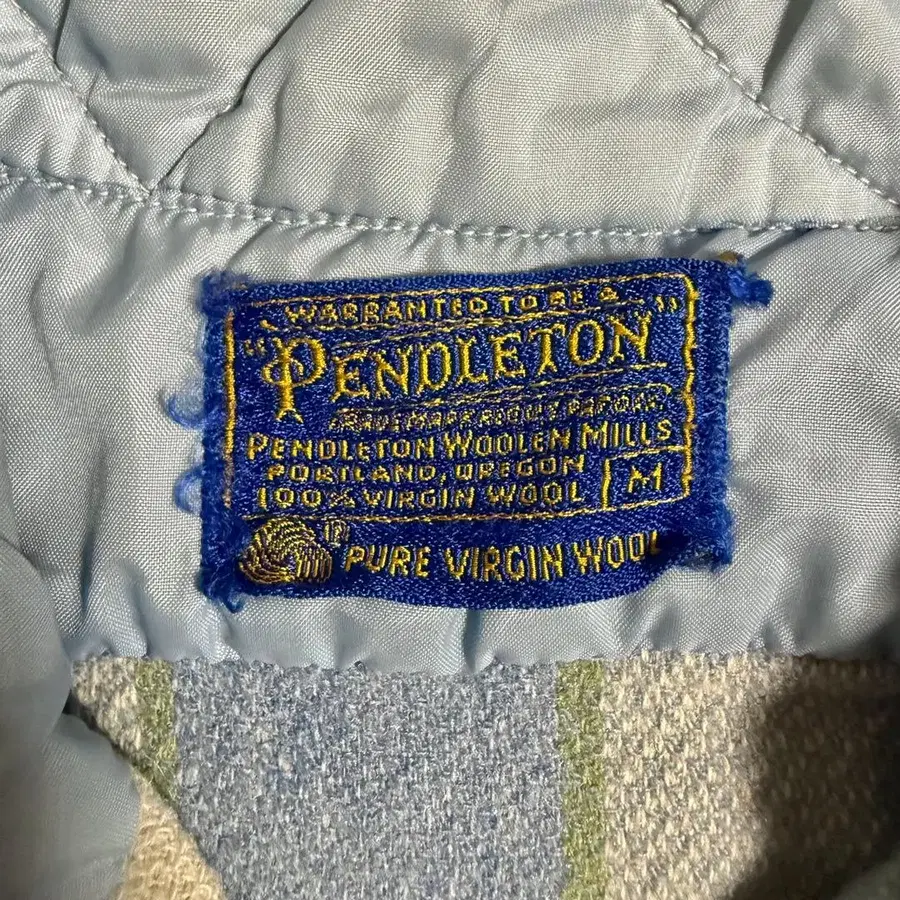 WARRANTED TO BE A
"PENDLETON"
PENDLETON WOOLEN MILLS
PORTLAND, OREGON
100% VIRGIN WOOL
M
PURE VIRGIN WOOL